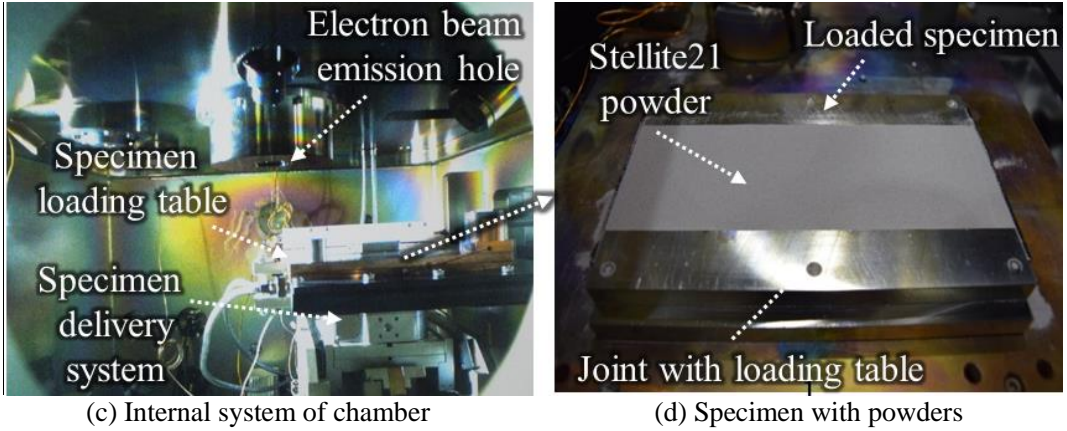 Electron beam
emission hole
Specimen
loading table
Specimen
delivery
system
(c) Internal system of chamber
Loaded specimen
Stellite21
powder
Joint with loading table
(d) Specimen with powders